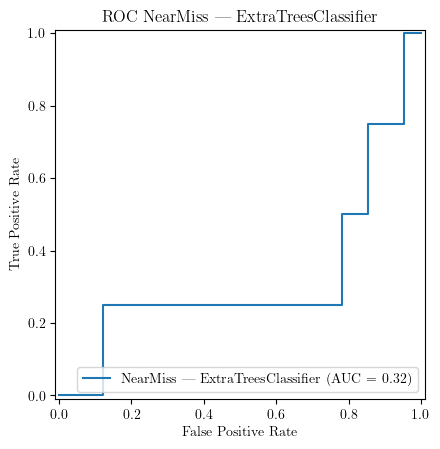 ROC NearMiss — ExtraTreesClassifier
1.0
0.8
0.6
0.4
0.2
0.0
True Positive Rate
NearMiss — ExtraTreesClassifier (AUC = 0.32)
0.0 0.2 0.4 0.6 0.8 1.0
False Positive Rate